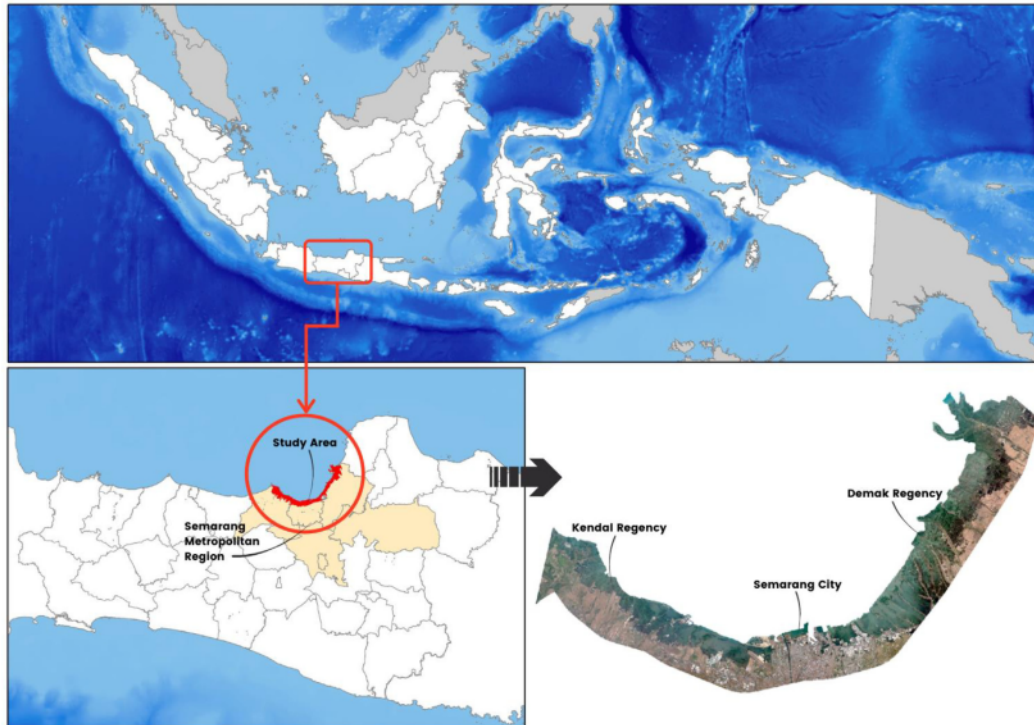 Study Area
Semarang
Metropolitan
Region
Demak Regency
Kendal Regency
Semarang City